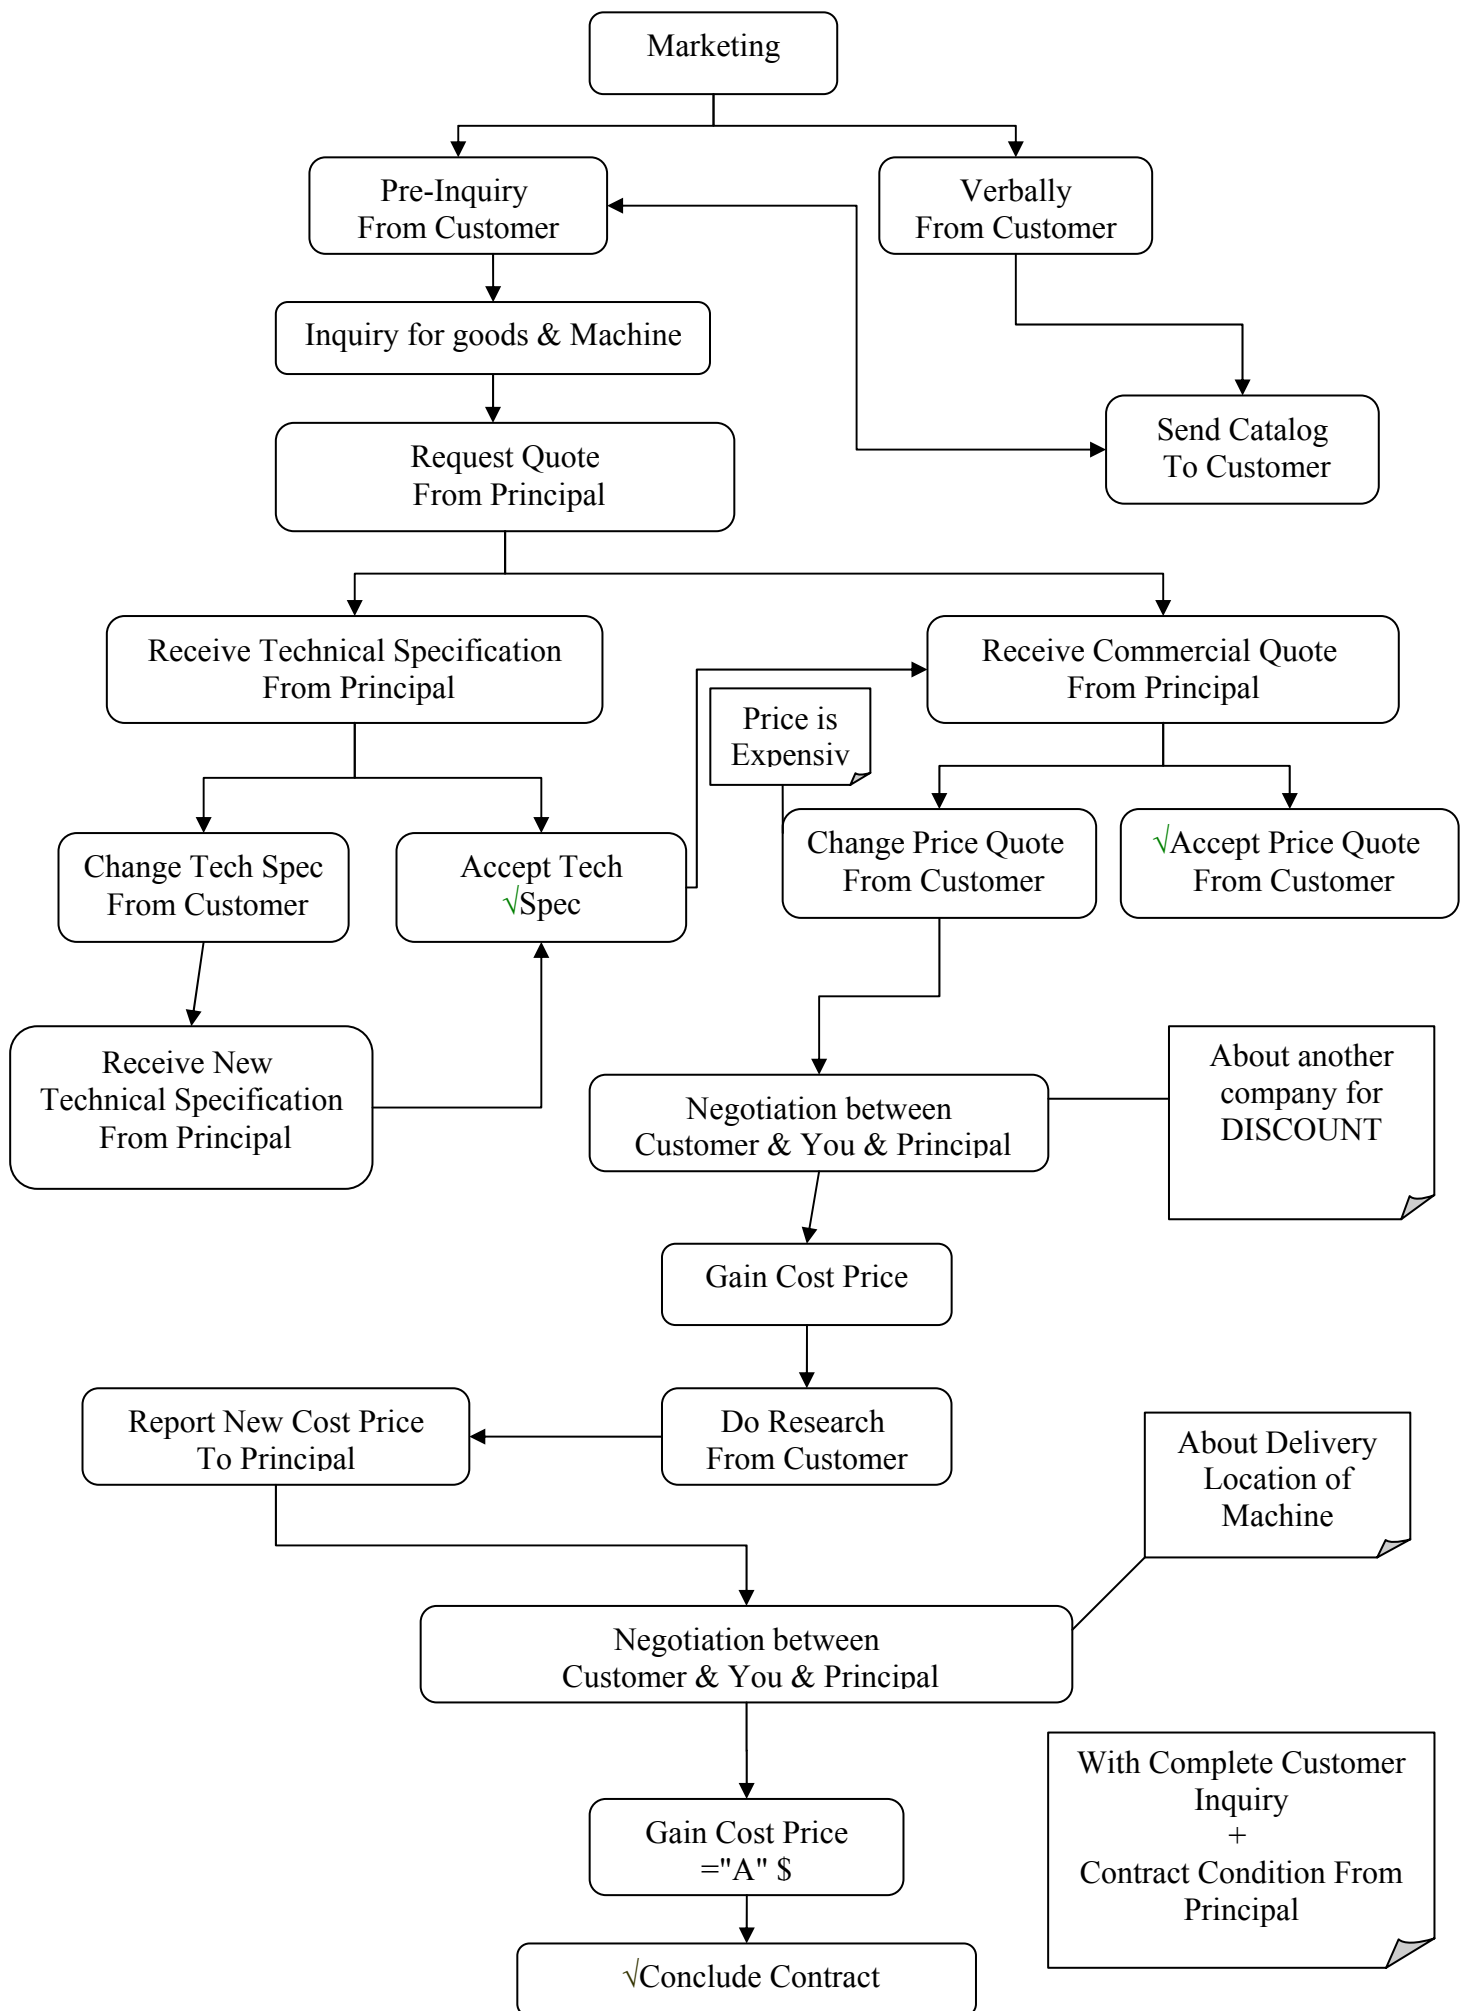 Marketing
Pre-Inquiry
From Customer
Verbally
From Customer
Inquiry for goods & Machine
Send Catalog
To Customer
Request Quote
From Principal
Receive Technical Specification
From Principal
Receive Commercial Quote
From Principal
Price is
Expensiv
Change Tech Spec
From Customer
Accept Tech
√Spec
Change Price Quote
From Customer
√Accept Price Quote
From Customer
Receive New
Technical Specification
From Principal
Negotiation between
Customer & You & Principal
About another
company for
DISCOUNT
Gain Cost Price
Report New Cost Price
To Principal
Do Research
From Customer
About Delivery
Location of
Machine
Negotiation between
Customer & You & Principal
Gain Cost Price
="A" $
With Complete Customer
Inquiry
+
Contract Condition From
Principal
√Conclude Contract